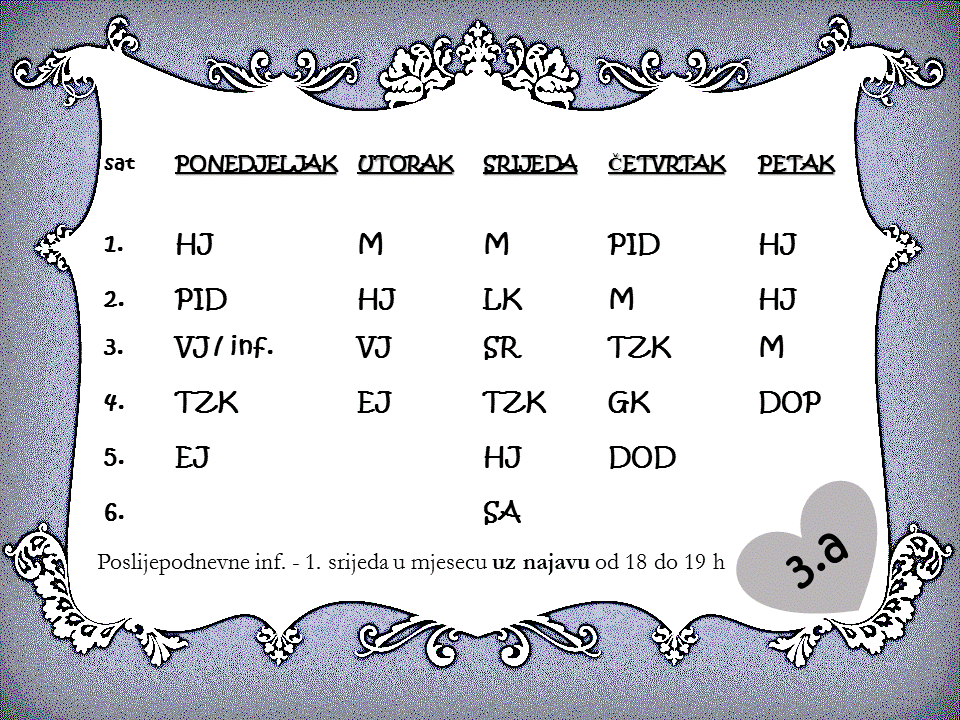 sat PONEDJELJAK UTORAK SRIJEDA ČETVRTAK PETAK
1. HJ M M PID HJ
2. PID HJ LK M HJ
3. VJ / inf. VJ SR TZK M
4. TZK EJ TZK GK DOP
5. EJ HJ DOD
6. SA
Poslijepodnevne inf. - 1. srijeda u mjesecu uz najavu od 18 do 19 h
3.a